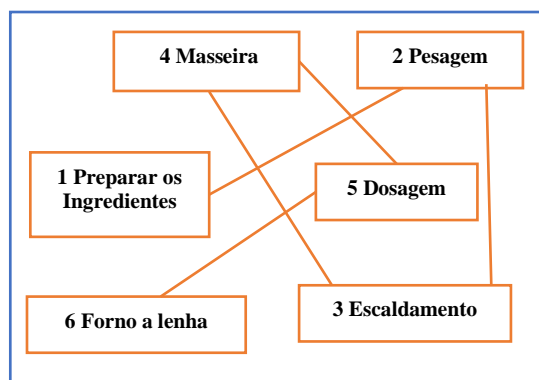 4 Masseira
2 Pesagem
1 Preparar os
Ingredientes
5 Dosagem
6 Forno a lenha
3 Escaldamento